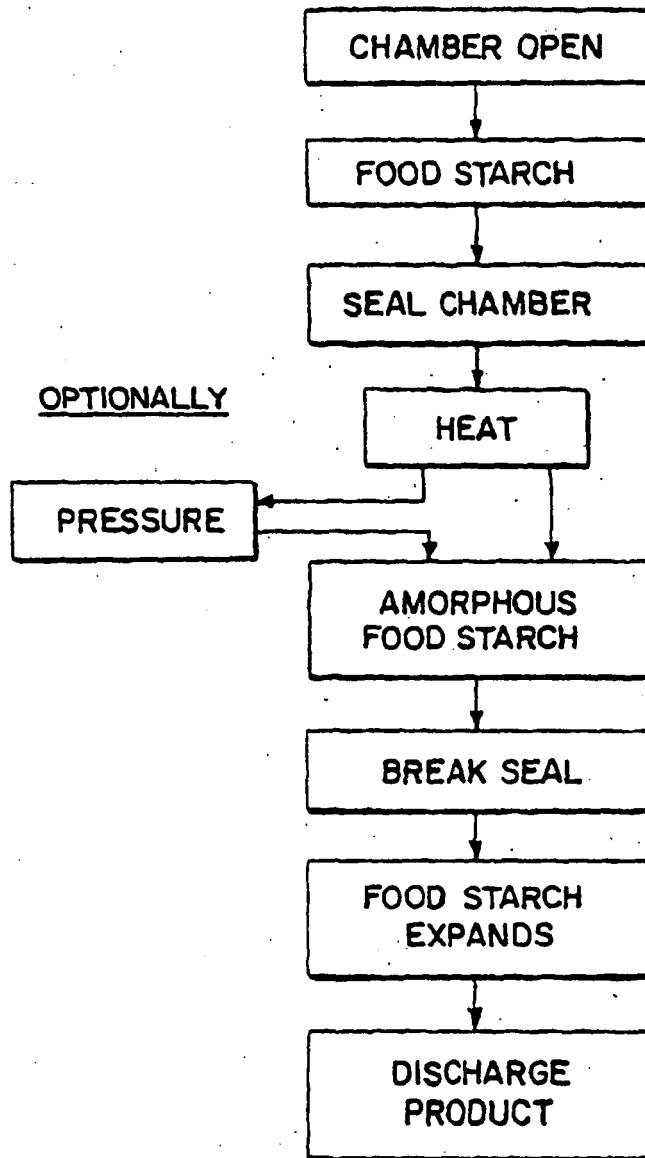 CHAMBER OPEN
FOOD STARCH
SEAL CHAMBER
OPTIONALLY
HEAT
PRESSURE
AMORPHOUS
FOOD STARCH
BREAK SEAL
FOOD STARCH
EXPANDS
DISCHARGE
PRODUCT